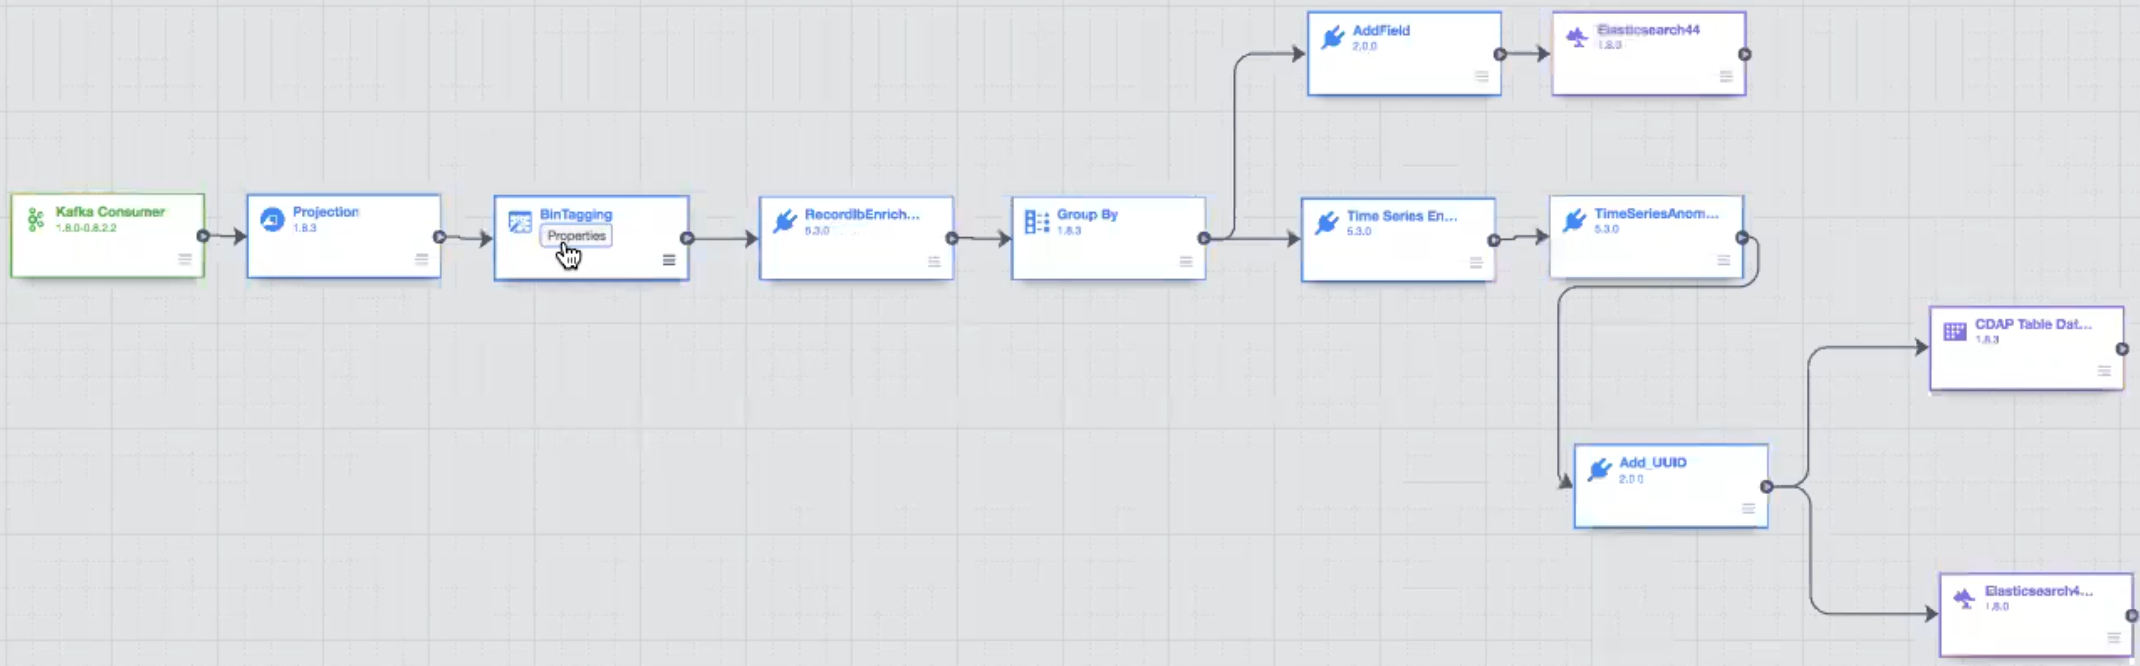 AddField
2.0.0
Elasticsearch44
1.8.0
Kafka Consumer
1.8.0-0.8.2.2
Projection
1.8.3
BinTagging
Properties
RecordIbEnrich...
5.3.0
Group By
1.8.3
Time Series En...
5.3.0
TimeSeriesAnom...
5.3.0
CDAP Table Dat...
1.8.3
Add_UUID
2.0.0
Elasticsearch4...
1.8.0